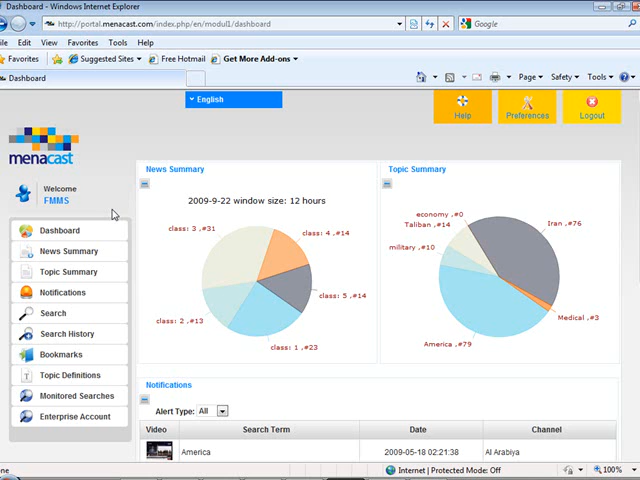 Dashboard - Windows Internet Explorer
http://portal.menacast.com/index.php/en/modul1/dashboard
Google
Edit View Favorites Tools Help
Favorites Suggested Sites Free Hotmail Get More Add-ons
Dashboard
Page Safety Tools
English
Help Preferences Logout
menacast
Welcome
FMMS
Dashboard
News Summary
Topic Summary
Notifications
Search
Search History
Bookmarks
Topic Definitions
Monitored Searches
Enterprise Account
News Summary
2009-9-22 window size: 12 hours
class: 3 ,#31
class: 4 ,#14
class: 5 ,#14
class: 2 ,#13
class: 1 ,#23
Topic Summary
economy ,#0
Taliban ,#14
Iran ,#76
military ,#10
Medical ,#3
America ,#79
Notifications
Alert Type: All
Video Search Term Date Channel
America 2009-05-18 02:21:38 Al Arabiya
Internet | Protected Mode: Off
100%